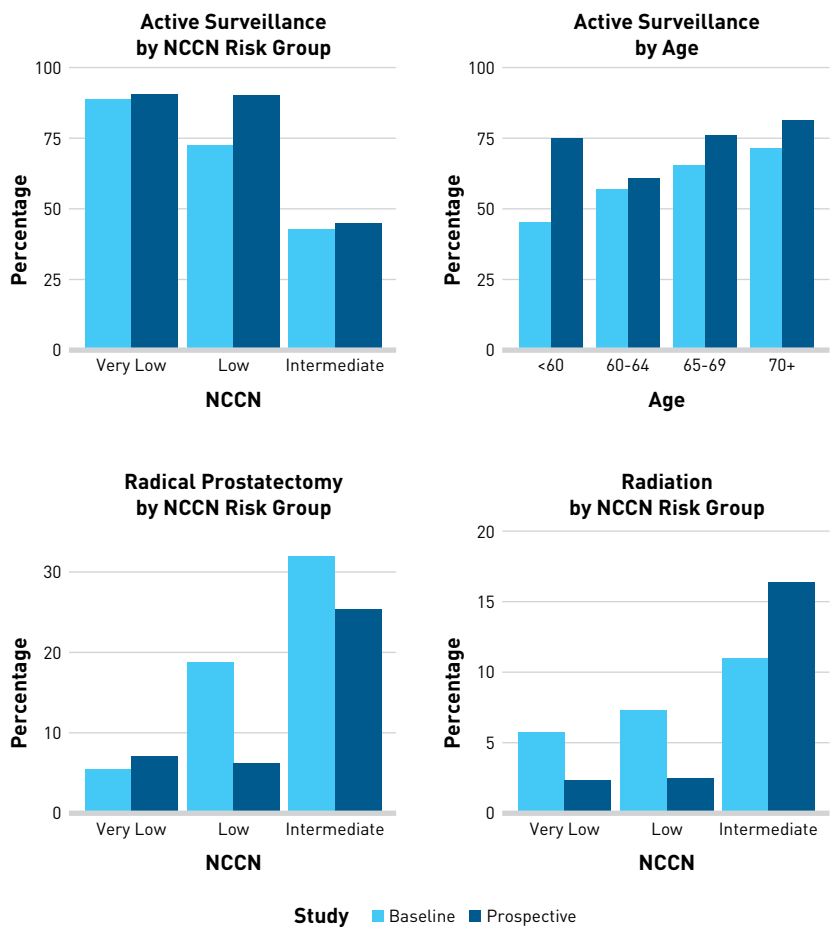 Active Surveillance
by NCCN Risk Group
100
75
50
25
0
Percentage
Very Low Low Intermediate
NCCN
Active Surveillance
by Age
100
75
50
25
0
Percentage
<60 60-64 65-69 70+
Age
Radical Prostatectomy
by NCCN Risk Group
30
20
10
0
Percentage
Very Low Low Intermediate
NCCN
Radiation
by NCCN Risk Group
20
15
10
5
0
Percentage
Very Low Low Intermediate
NCCN
Study Baseline Prospective